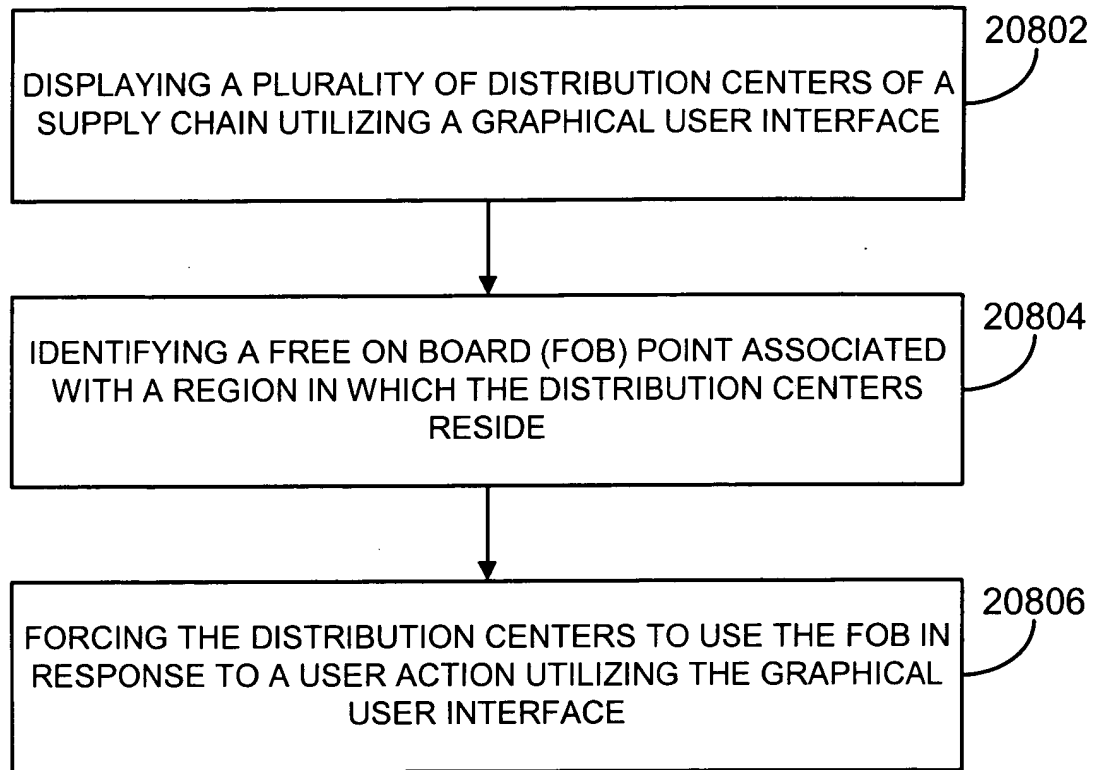 20802
DISPLAYING A PLURALITY OF DISTRIBUTION CENTERS OF A
SUPPLY CHAIN UTILIZING A GRAPHICAL USER INTERFACE
20804
IDENTIFYING A FREE ON BOARD (FOB) POINT ASSOCIATED
WITH A REGION IN WHICH THE DISTRIBUTION CENTERS
RESIDE
20806
FORCING THE DISTRIBUTION CENTERS TO USE THE FOB IN
RESPONSE TO A USER ACTION UTILIZING THE GRAPHICAL
USER INTERFACE